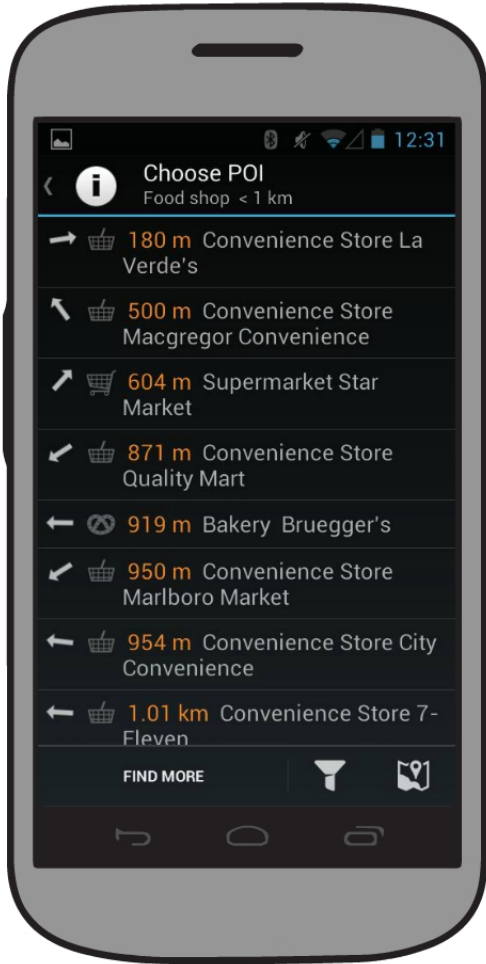 12:31
Choose POI
Food shop < 1 km
180 m Convenience Store La
Verde's
500 m Convenience Store
Macgregor Convenience
604 m Supermarket Star
Market
871 m Convenience Store
Quality Mart
919 m Bakery Bruegger's
950 m Convenience Store
Marlboro Market
954 m Convenience Store City
Convenience
1.01 km Convenience Store 7-
Eleven
FIND MORE